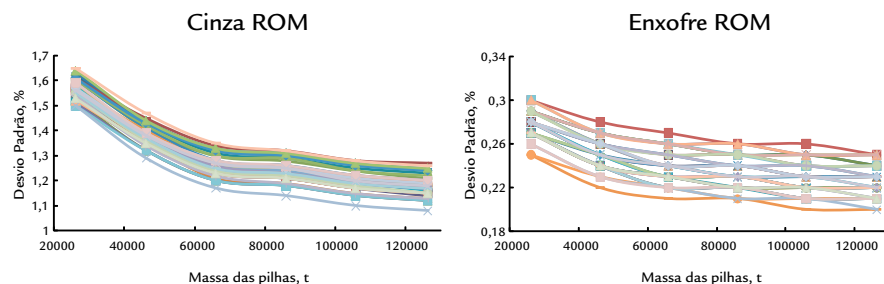 Cinza ROM
Desvio Padrão, %
1,7
1,6
1,5
1,4
1,3
1,2
1,1
1
20000 40000 60000 80000 100000 120000
Massa das pilhas, t
Enxofre ROM
Desvio Padrão, %
0,34
0,3
0,26
0,22
0,18
20000 40000 60000 80000 100000 120000
Massa das pilhas, t